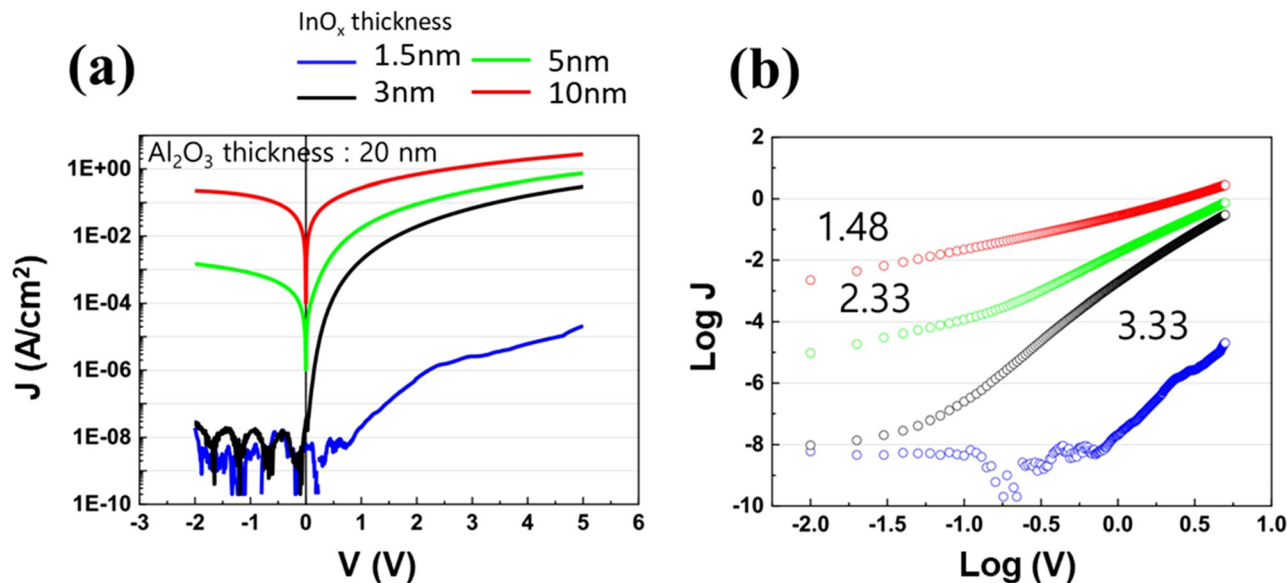 InOₓ thickness
(a)
1.5nm
5nm
3nm
10nm
Al₂O₃ thickness : 20 nm
1E+00
1E-02
1E-04
1E-06
1E-08
1E-10
J (A/cm²)
-3 -2 -1 0 1 2 3 4 5 6
V (V)
(b)
2
0
-2
-4
-6
-8
-10
Log J
1.48
2.33
3.33
-2.0 -1.5 -1.0 -0.5 0.0 0.5 1.0
Log (V)